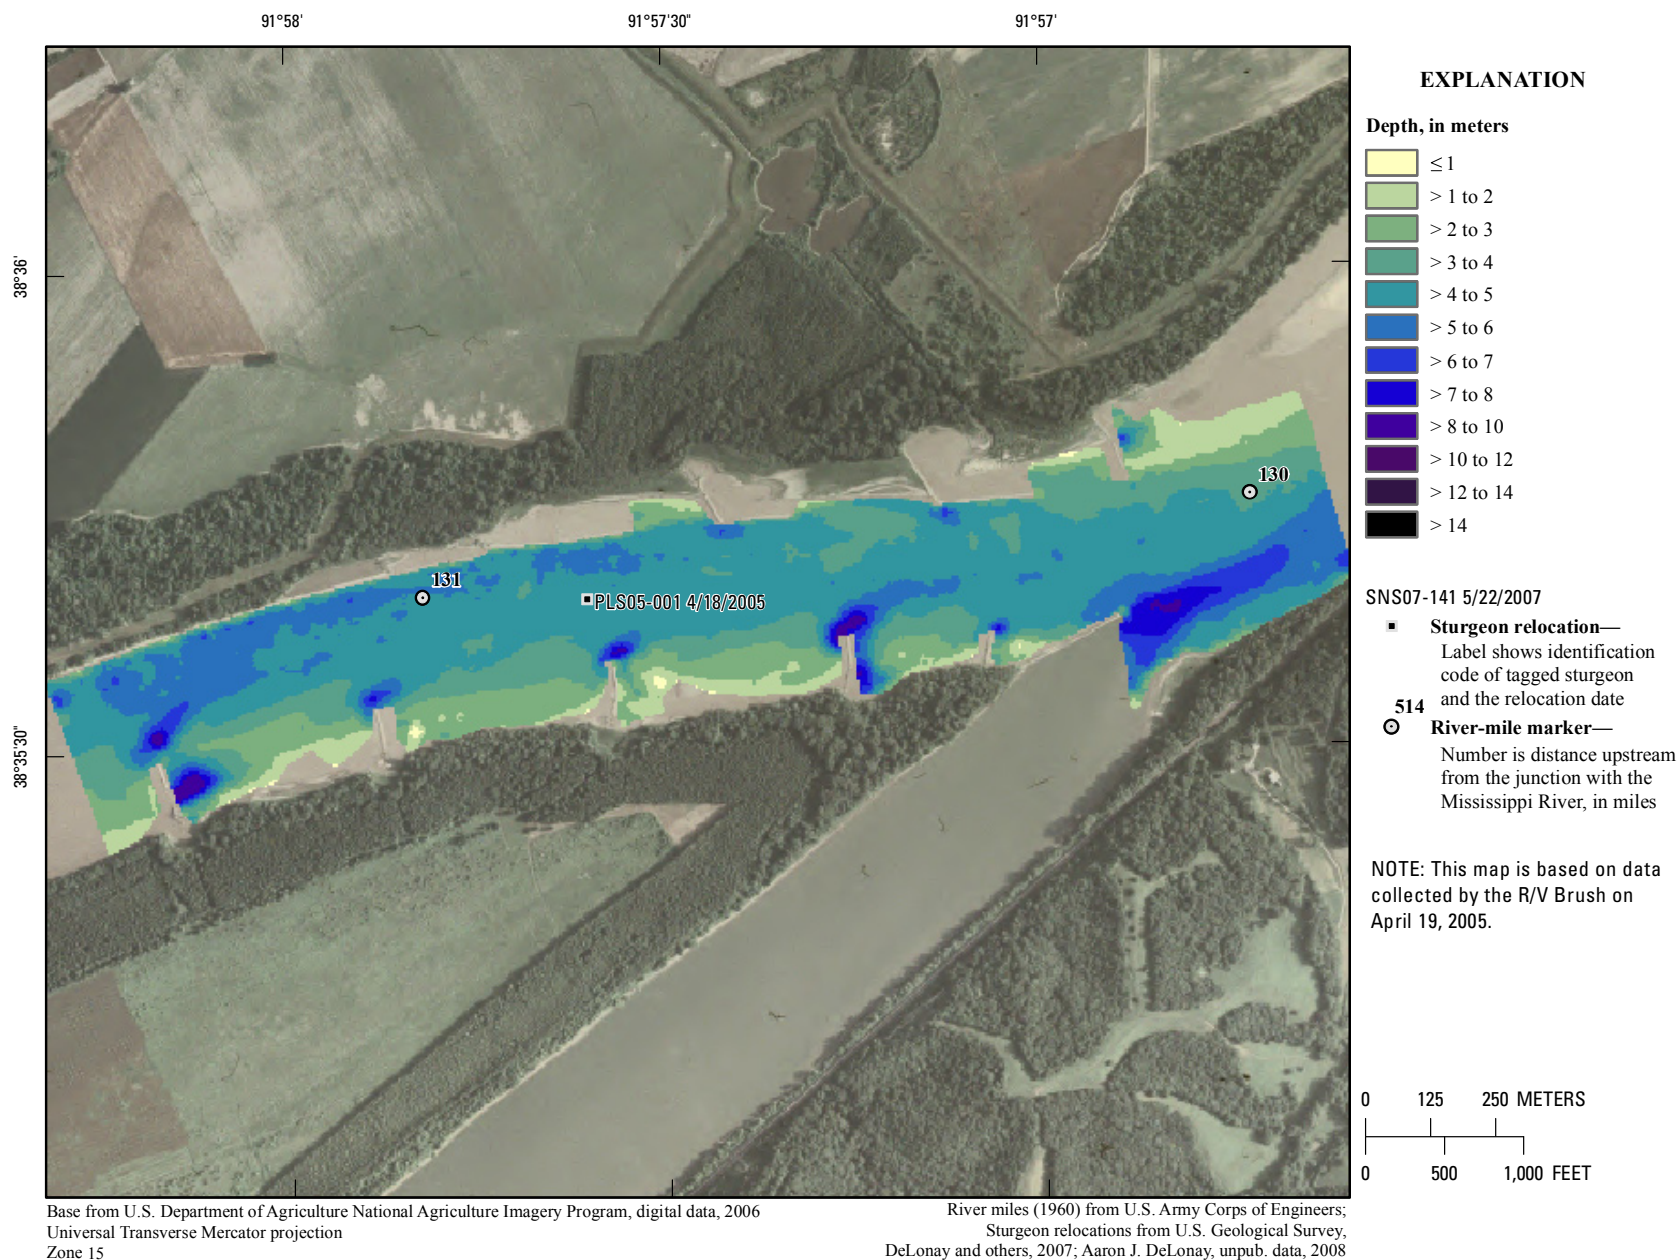 91°58'
91°57'30"
91°57'
38°36'
38°35'30"
130
131
PLS05-001 4/18/2005
EXPLANATION
Depth, in meters
≤ 1
> 1 to 2
> 2 to 3
> 3 to 4
> 4 to 5
> 5 to 6
> 6 to 7
> 7 to 8
> 8 to 10
> 10 to 12
> 12 to 14
> 14
SNS07-141 5/22/2007
Sturgeon relocation—
Label shows identification
code of tagged sturgeon
and the relocation date
514
River-mile marker—
Number is distance upstream
from the junction with the
Mississippi River, in miles
NOTE: This map is based on data
collected by the R/V Brush on
April 19, 2005.
0 125 250 METERS
0 500 1,000 FEET
Base from U.S. Department of Agriculture National Agriculture Imagery Program, digital data, 2006
Universal Transverse Mercator projection
Zone 15
River miles (1960) from U.S. Army Corps of Engineers;
Sturgeon relocations from U.S. Geological Survey,
DeLonay and others, 2007; Aaron J. DeLonay, unpub. data, 2008